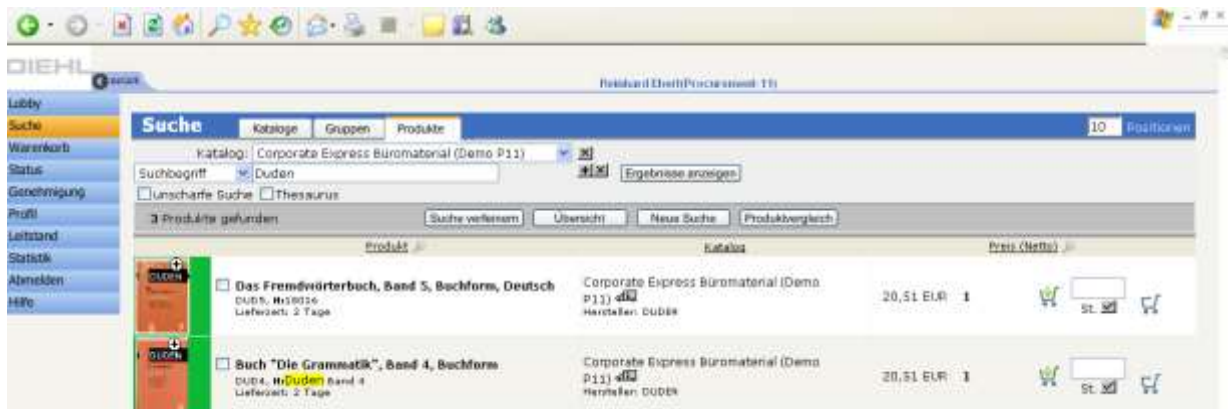 DIEHL
zurück
Lobby
Suche
Warenkorb
Status
Genehmigung
Profil
Leitstand
Statistik
Abmelden
Hilfe
Suche Kataloge Gruppen Produkte 10 Positionen
Katalog: Corporate Express Büromaterial (Demo P11)
Suchbegriff Duden Ergebnisse anzeigen
unscharfe Suche Thesaurus
3 Produkte gefunden Suche verfeinern Übersicht Neue Suche Produktvergleich
Produkt Katalog Preis (Netto)
DUDEN
Das Fremdwörterbuch, Band 5, Buchform, Deutsch
DUD5,
Lieferzeit: 2 Tage
Corporate Express Büromaterial (Demo
P11)
Hersteller: DUDEN
20,51 EUR 1
St.
DUDEN
Buch "Die Grammatik", Band 4, Buchform
DUD4, Duden Band 4
Lieferzeit: 2 Tage
Corporate Express Büromaterial (Demo
P11)
Hersteller: DUDEN
20,51 EUR 1
St.